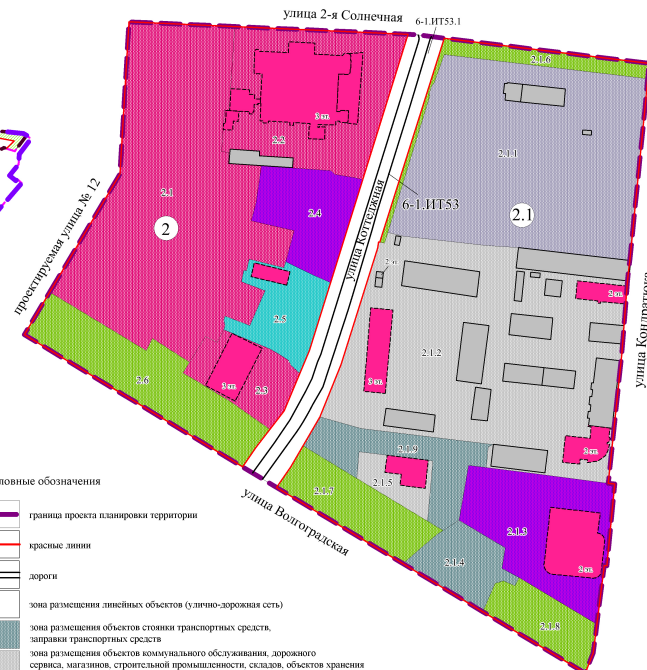 улица 2-я Солнечная
6-1.ИТ53.1
2.1.6
3 эт.
2.2
2.1.1
2.1
проектируемая улица № 12
2
2.4
улица Коттеджная
6-1.ИТ53
2.1
2 эт.
2.5
3 эт.
2.1.2
улица Кондратюка
2.6
3 эт.
2.3
2 эт.
2.1.9
2.1.5
2.1.7
улица Волгоградская
2.1.3
2.1.4
2 эт.
2.1.8
ловные обозначения
граница проекта планировки территории
красные линии
дороги
зона размещения линейных объектов (улично-дорожная сеть)
зона размещения объектов стоянки транспортных средств,
заправки транспортных средств
зона размещения объектов коммунального обслуживания, дорожного
сервиса, магазинов, строительной промышленности, складов, объектов хранения